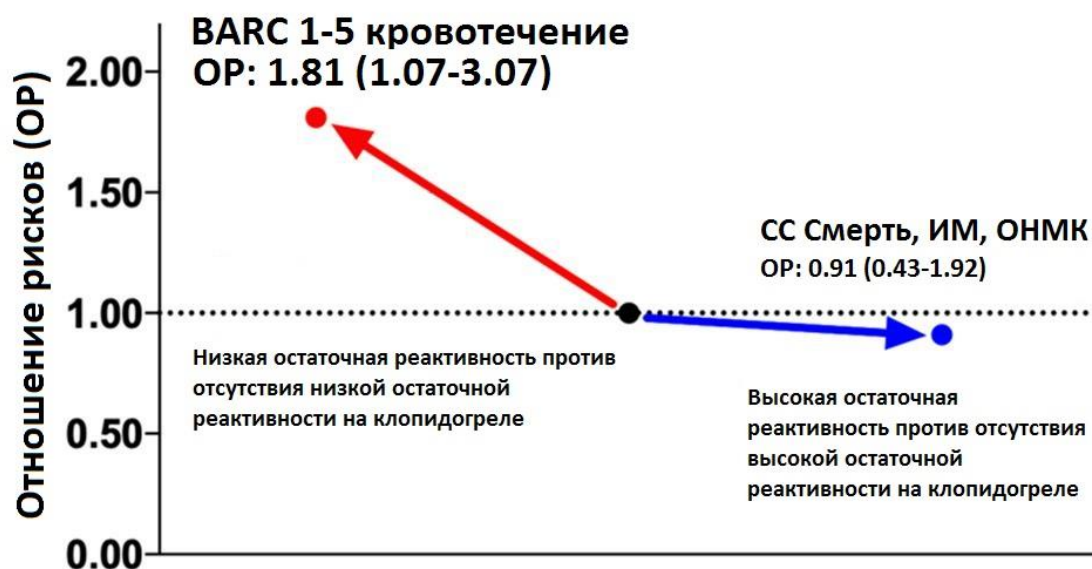 BARC 1-5 кровотечение
ОР: 1.81 (1.07-3.07)
Отношение рисков (ОР)
2.00
1.50
1.00
0.50
0.00
СС Смерть, ИМ, ОНМК
ОР: 0.91 (0.43-1.92)
Низкая остаточная реактивность против
отсутствия низкой остаточной
реактивности на клопидогреле
Высокая остаточная
реактивность против отсутствия
высокой остаточной
реактивности на клопидогреле